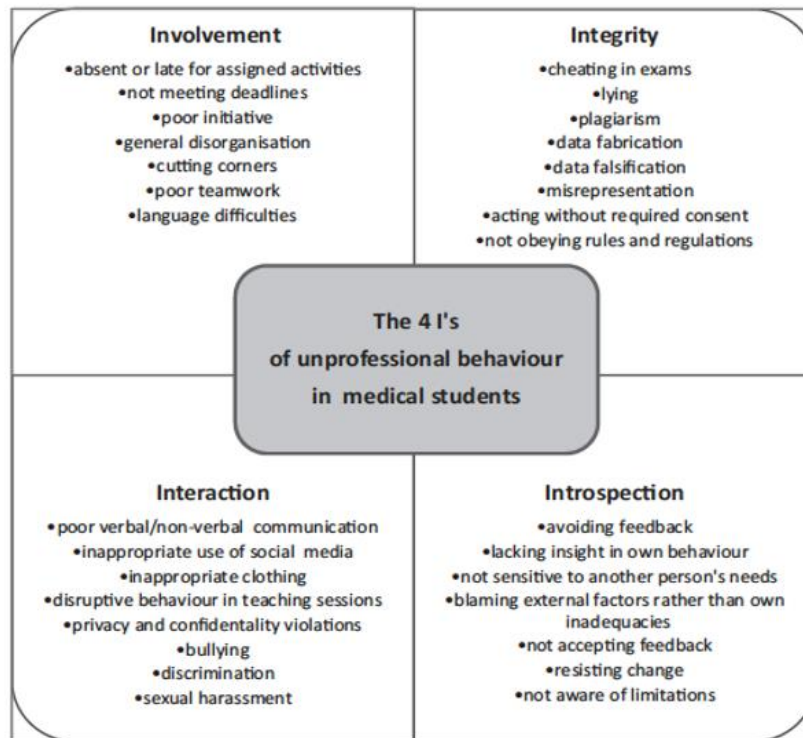 Involvement
•absent or late for assigned activities
•not meeting deadlines
•poor initiative
•general disorganisation
•cutting corners
•poor teamwork
•language difficulties
Integrity
•cheating in exams
•lying
•plagiarism
•data fabrication
•data falsification
•misrepresentation
•acting without required consent
•not obeying rules and regulations
The 4 I's
of unprofessional behaviour
in medical students
Interaction
•poor verbal/non-verbal communication
•inappropriate use of social media
•inappropriate clothing
•disruptive behaviour in teaching sessions
•privacy and confidentality violations
•bullying
•discrimination
•sexual harassment
Introspection
•avoiding feedback
•lacking insight in own behaviour
•not sensitive to another person's needs
•blaming external factors rather than own
inadequacies
•not accepting feedback
•resisting change
•not aware of limitations